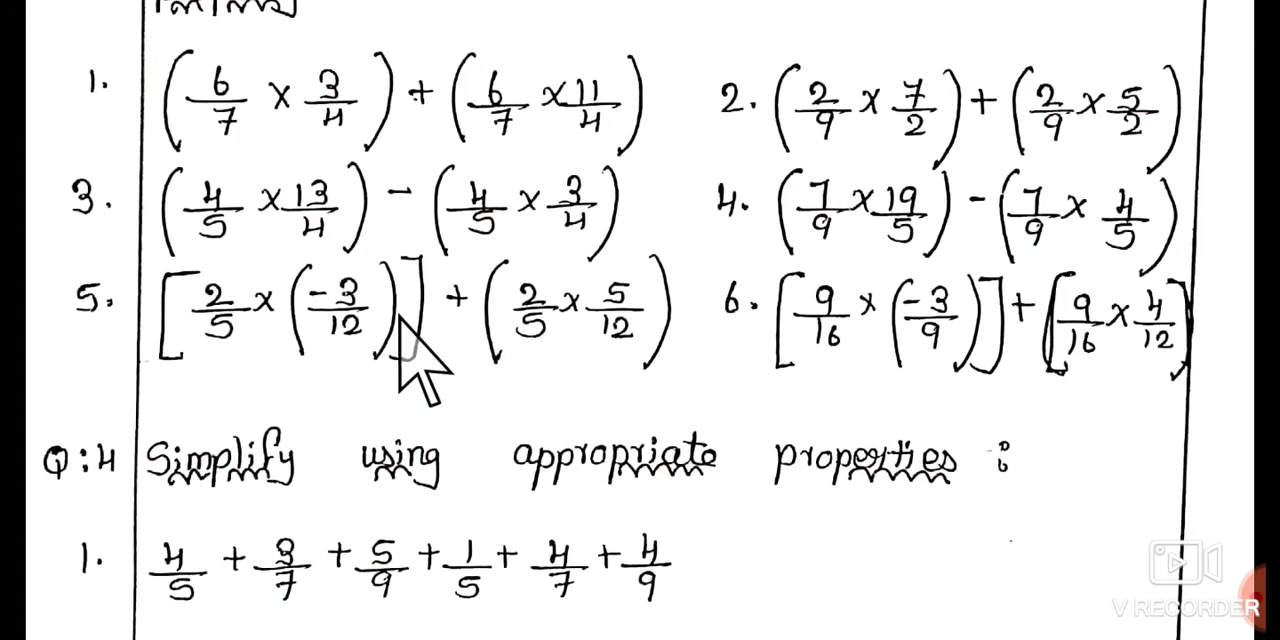 1. (6/7 × 3/4) + (6/7 × 11/4) 2. (2/9 × 7/2) + (2/9 × 5/2)
3. (4/5 × 13/4) - (4/5 × 3/4) 4. (7/9 × 19/5) - (7/9 × 4/5)
5. [2/5 × (-3/12)] + (2/5 × 5/12) 6. [9/16 × (-3/9)] + [9/16 × 4/12]
Q:4 Simplify using appropriate properties :
1. 4/5 + 3/7 + 5/9 + 1/5 + 4/7 + 4/9
V RECORDER